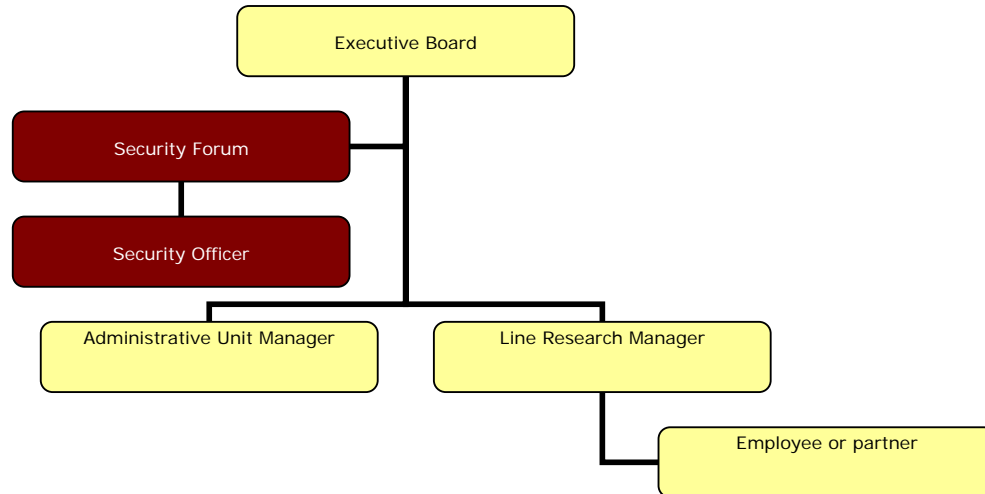 Executive Board
Security Forum
Security Officer
Administrative Unit Manager
Line Research Manager
Employee or partner